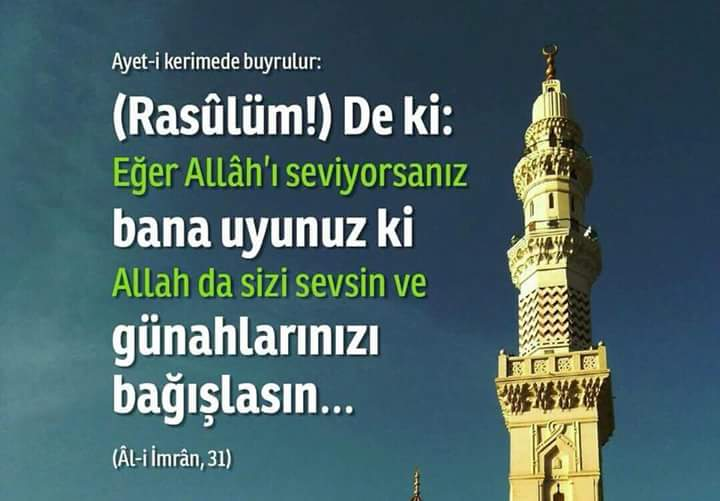 Ayet-i kerimede buyrulur:
(Rasûlüm!) De ki:
Eğer Allâh'ı seviyorsanız
bana uyunuz ki
Allah da sizi sevsin ve
günahlarınızı
bağışlasın...
(Âl-i İmrân, 31)